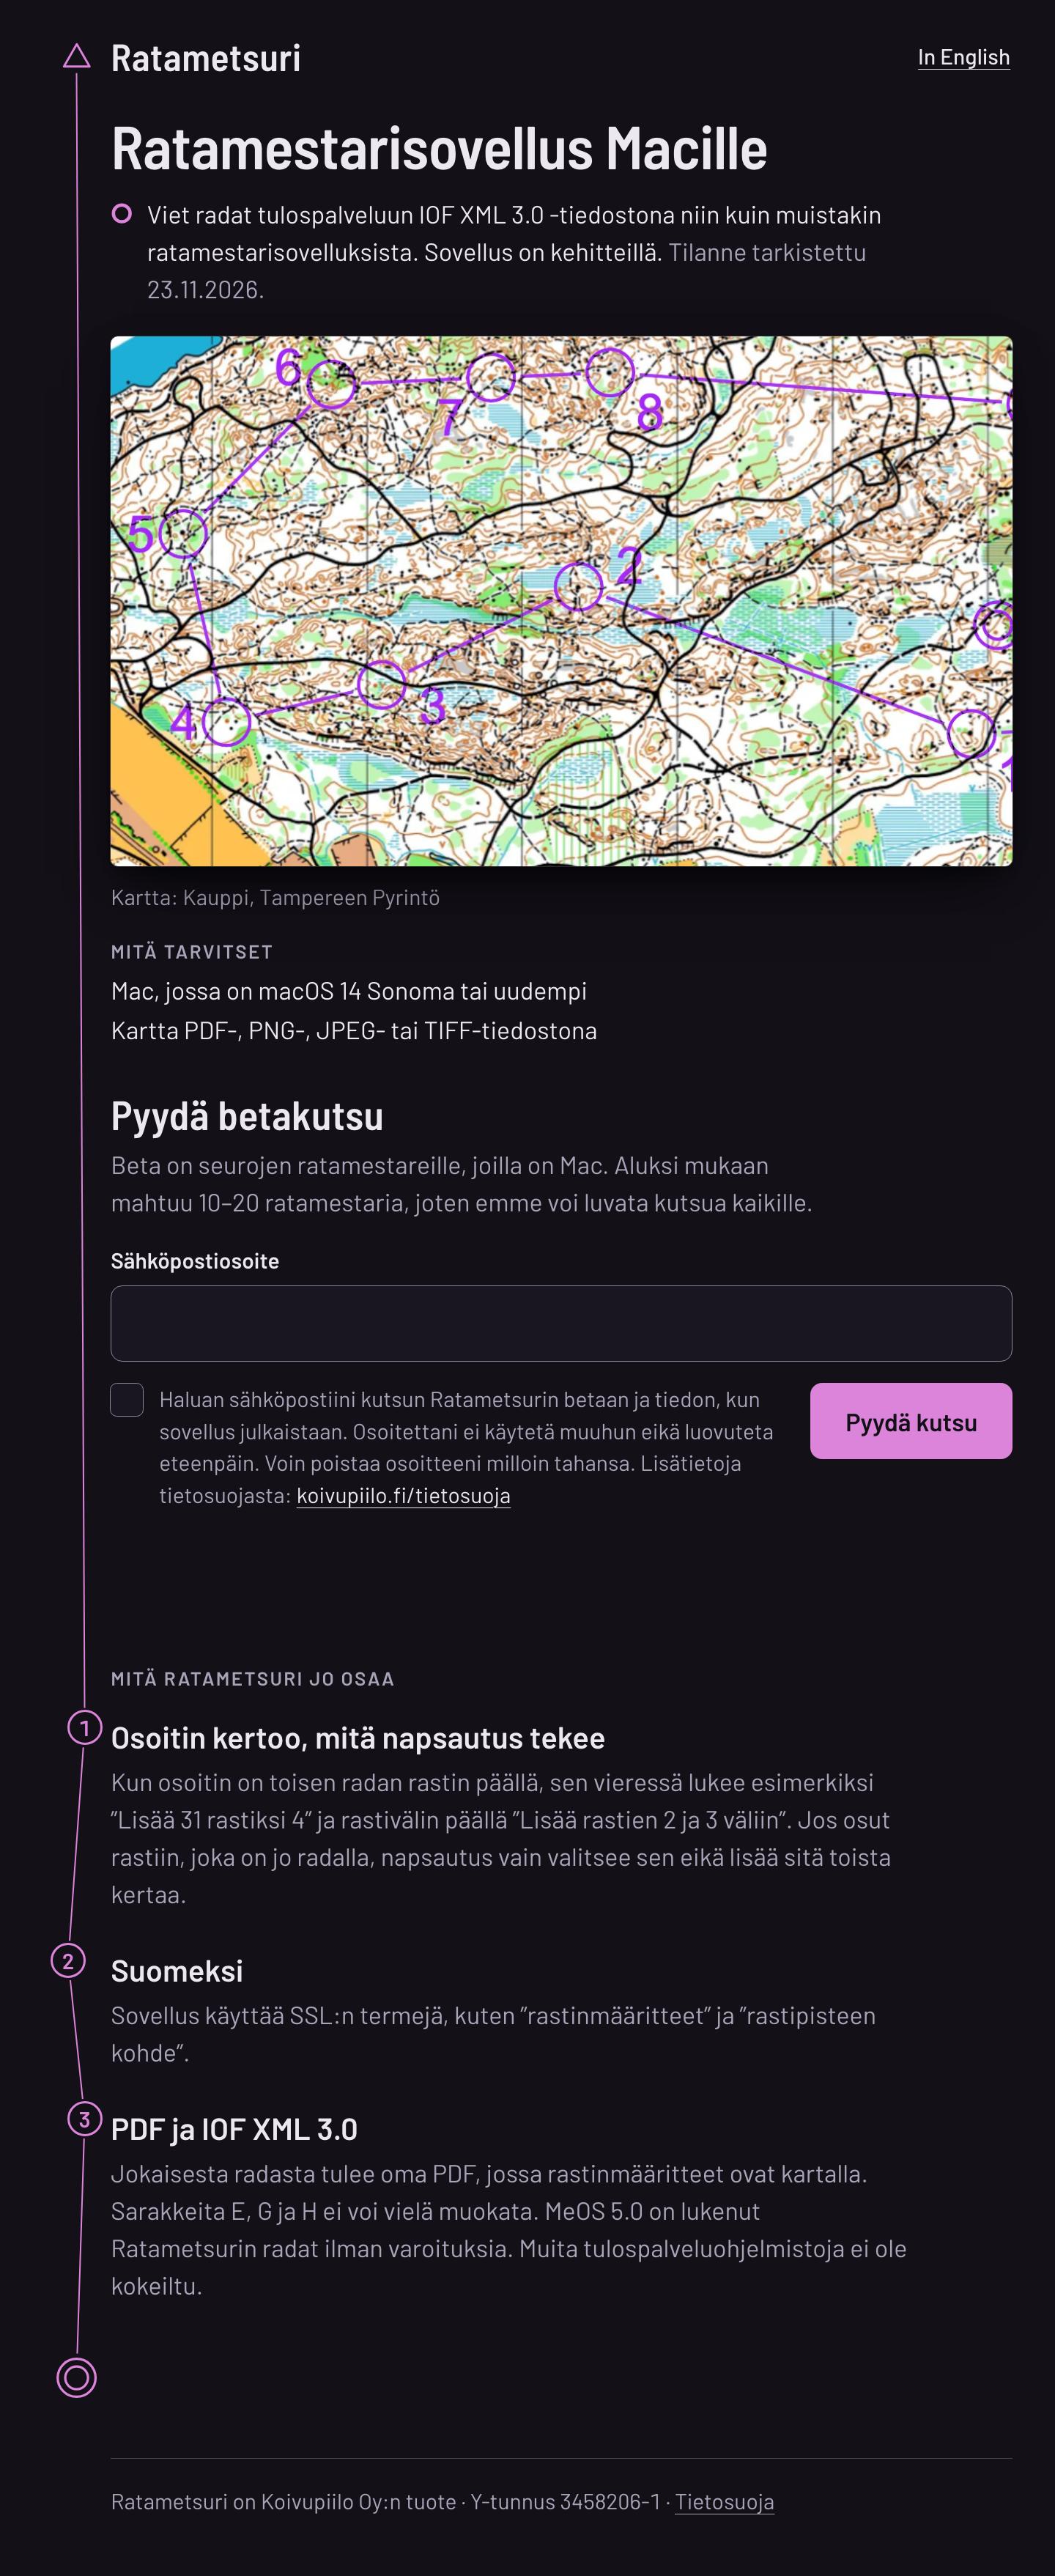 Ratametsuri
In English
Ratamestarisovellus Macille
Viet radat tulospalveluun IOF XML 3.0 -tiedostona niin kuin muistakin
ratamestarisovelluksista. Sovellus on kehitteillä. Tilanne tarkistettu
23.11.2026.
6
7
8
5
2
4
3
1
Kartta: Kauppi, Tampereen Pyrintö
MITÄ TARVITSET
Mac, jossa on macOS 14 Sonoma tai uudempi
Kartta PDF-, PNG-, JPEG- tai TIFF-tiedostona
Pyydä betakutsu
Beta on seurojen ratamestareille, joilla on Mac. Aluksi mukaan
mahtuu 10–20 ratamestaria, joten emme voi luvata kutsua kaikille.
Sähköpostiosoite
Haluan sähköpostiini kutsun Ratametsurin betaan ja tiedon, kun
sovellus julkaistaan. Osoitettani ei käytetä muuhun eikä luovuteta
eteenpäin. Voin poistaa osoitteeni milloin tahansa. Lisätietoja
tietosuojasta: koivupiilo.fi/tietosuoja
Pyydä kutsu
MITÄ RATAMETSURI JO OSAA
1 Osoitin kertoo, mitä napsautus tekee
Kun osoitin on toisen radan rastin päällä, sen vieressä lukee esimerkiksi
”Lisää 31 rastiksi 4” ja rastivälin päällä ”Lisää rastien 2 ja 3 väliin”. Jos osut
rastiin, joka on jo radalla, napsautus vain valitsee sen eikä lisää sitä toista
kertaa.
2 Suomeksi
Sovellus käyttää SSL:n termejä, kuten ”rastinmääritteet” ja ”rastipisteen
kohde”.
3 PDF ja IOF XML 3.0
Jokaisesta radasta tulee oma PDF, jossa rastinmääritteet ovat kartalla.
Sarakkeita E, G ja H ei voi vielä muokata. MeOS 5.0 on lukenut
Ratametsurin radat ilman varoituksia. Muita tulospalveluohjelmistoja ei ole
kokeiltu.
Ratametsuri on Koivupiilo Oy:n tuote · Y-tunnus 3458206-1 · Tietosuoja